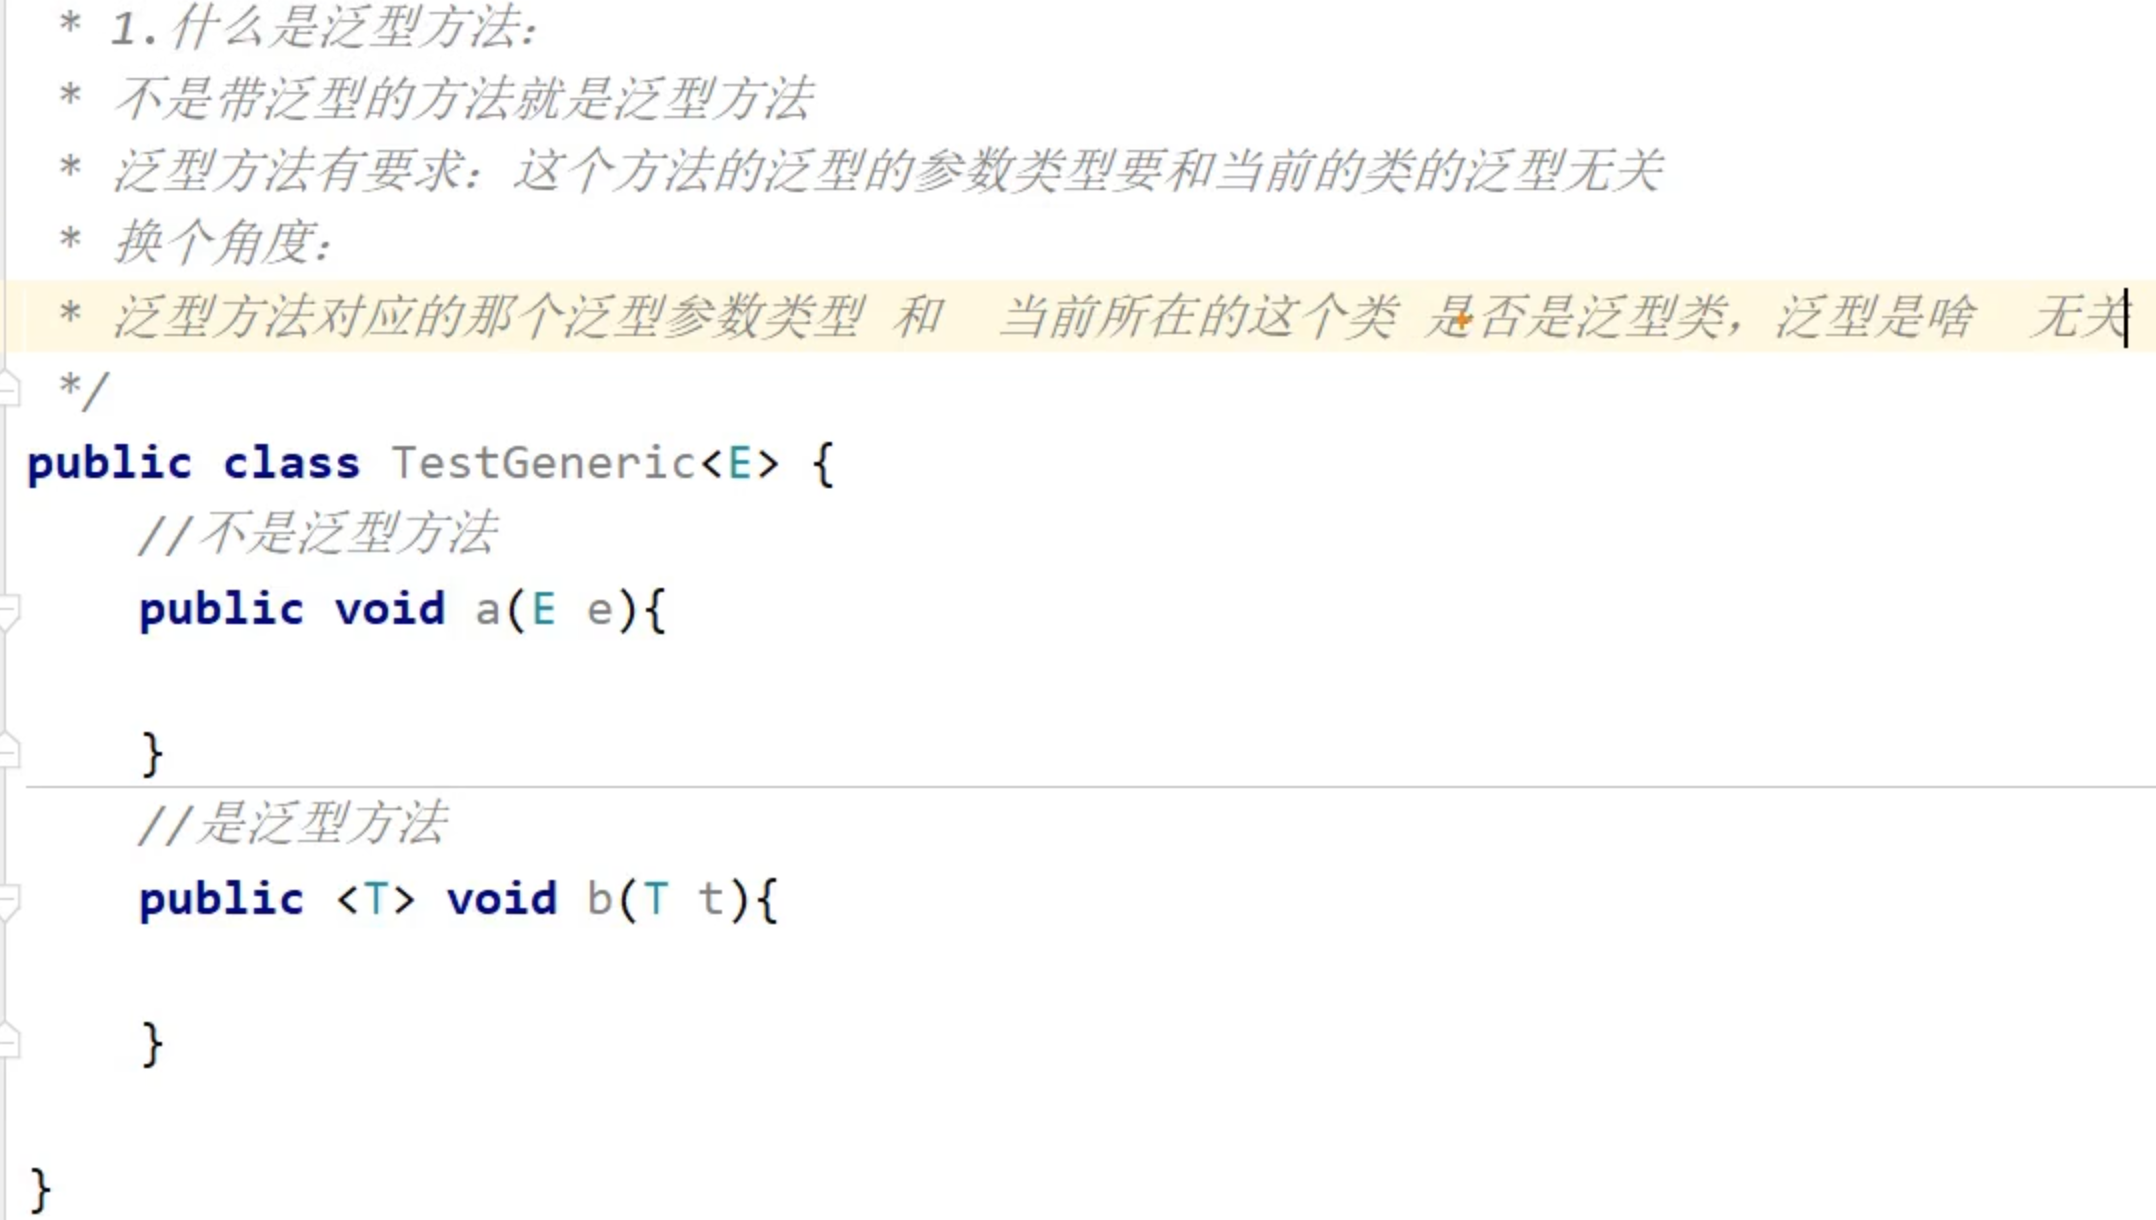 * 1.什么是泛型方法：
* 不是带泛型的方法就是泛型方法
* 泛型方法有要求：这个方法的泛型的参数类型要和当前的类的泛型无关
* 换个角度：
* 泛型方法对应的那个泛型参数类型 和  当前所在的这个类 是否是泛型类，泛型是啥  无关
*/
public class TestGeneric<E> {
//不是泛型方法
public void a(E e){
}
//是泛型方法
public <T> void b(T t){
}
}